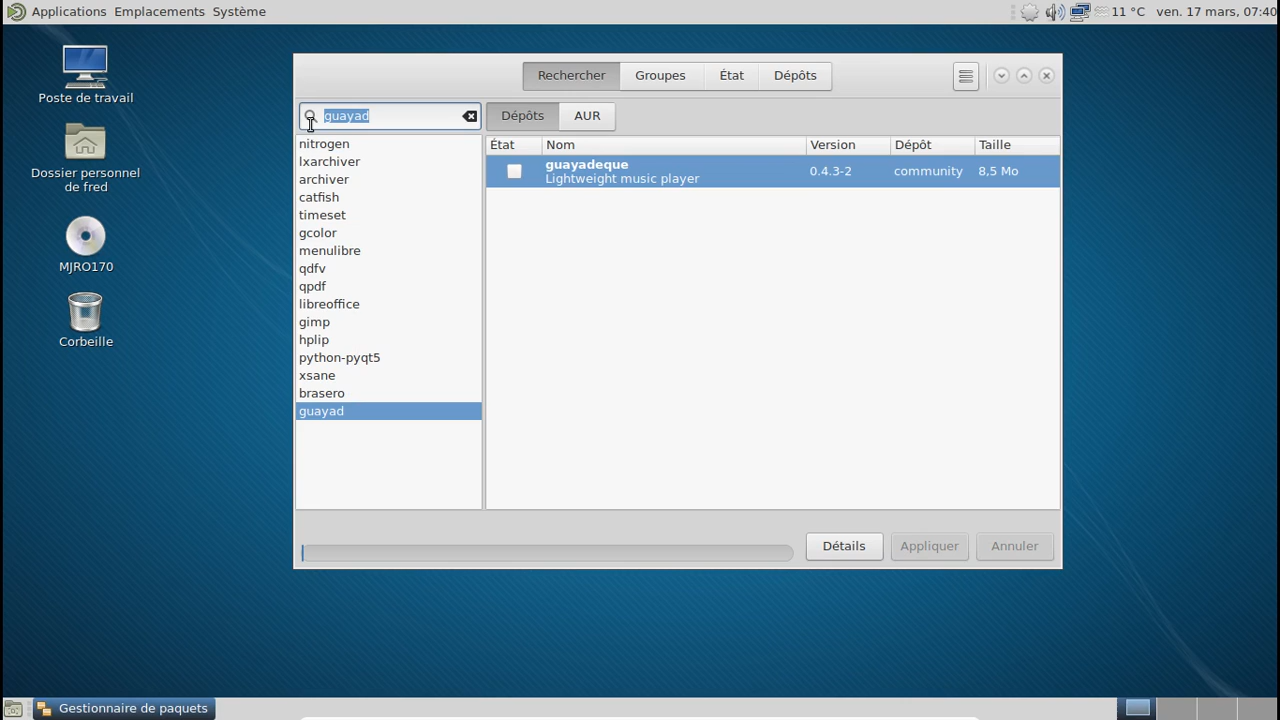 Applications Emplacements Système 11 °C ven. 17 mars, 07:40
Poste de travail
Dossier personnel
de fred
MJRO170
Corbeille
Rechercher Groupes État Dépôts
guayad Dépôts AUR
nitrogen
lxarchiver
archiver
catfish
timeset
gcolor
menulibre
qdfv
qpdf
libreoffice
gimp
hplip
python-pyqt5
xsane
brasero
guayad
État Nom Version Dépôt Taille
guayadeque 0.4.3-2 community 8,5 Mo
Lightweight music player
Détails Appliquer Annuler
Gestionnaire de paquets